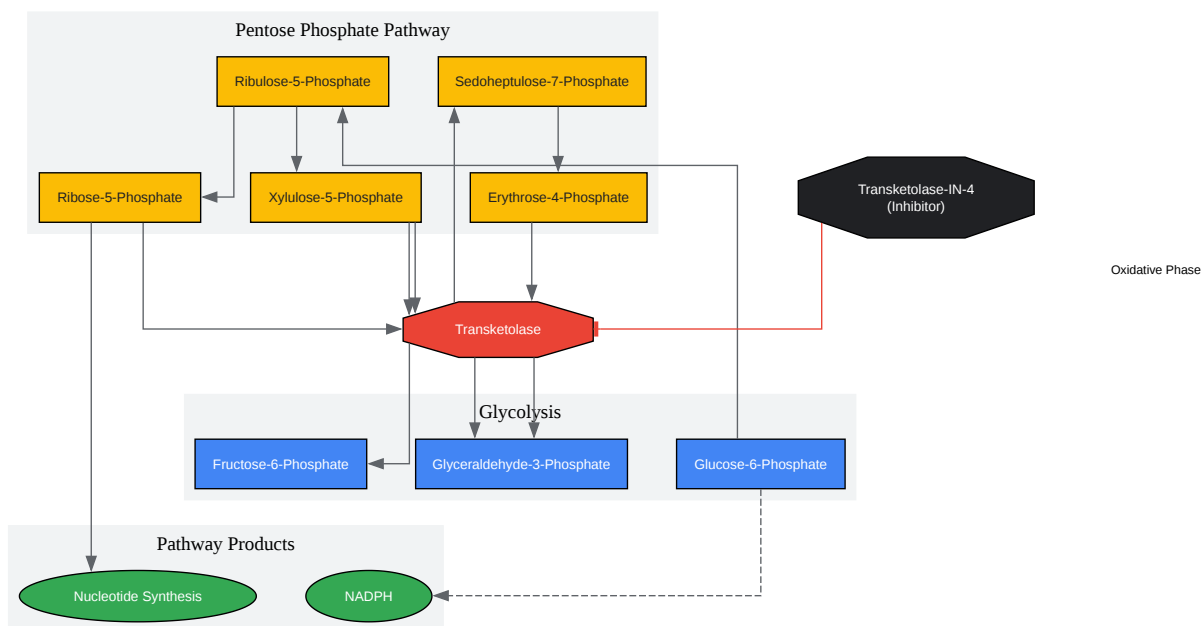 Pentose Phosphate Pathway
Ribulose-5-Phosphate
Sedoheptulose-7-Phosphate
Ribose-5-Phosphate
Xylulose-5-Phosphate
Erythrose-4-Phosphate
Transketolase-IN-4
(Inhibitor)
Oxidative Phase
Transketolase
Glycolysis
Fructose-6-Phosphate
Glyceraldehyde-3-Phosphate
Glucose-6-Phosphate
Pathway Products
Nucleotide Synthesis
NADPH